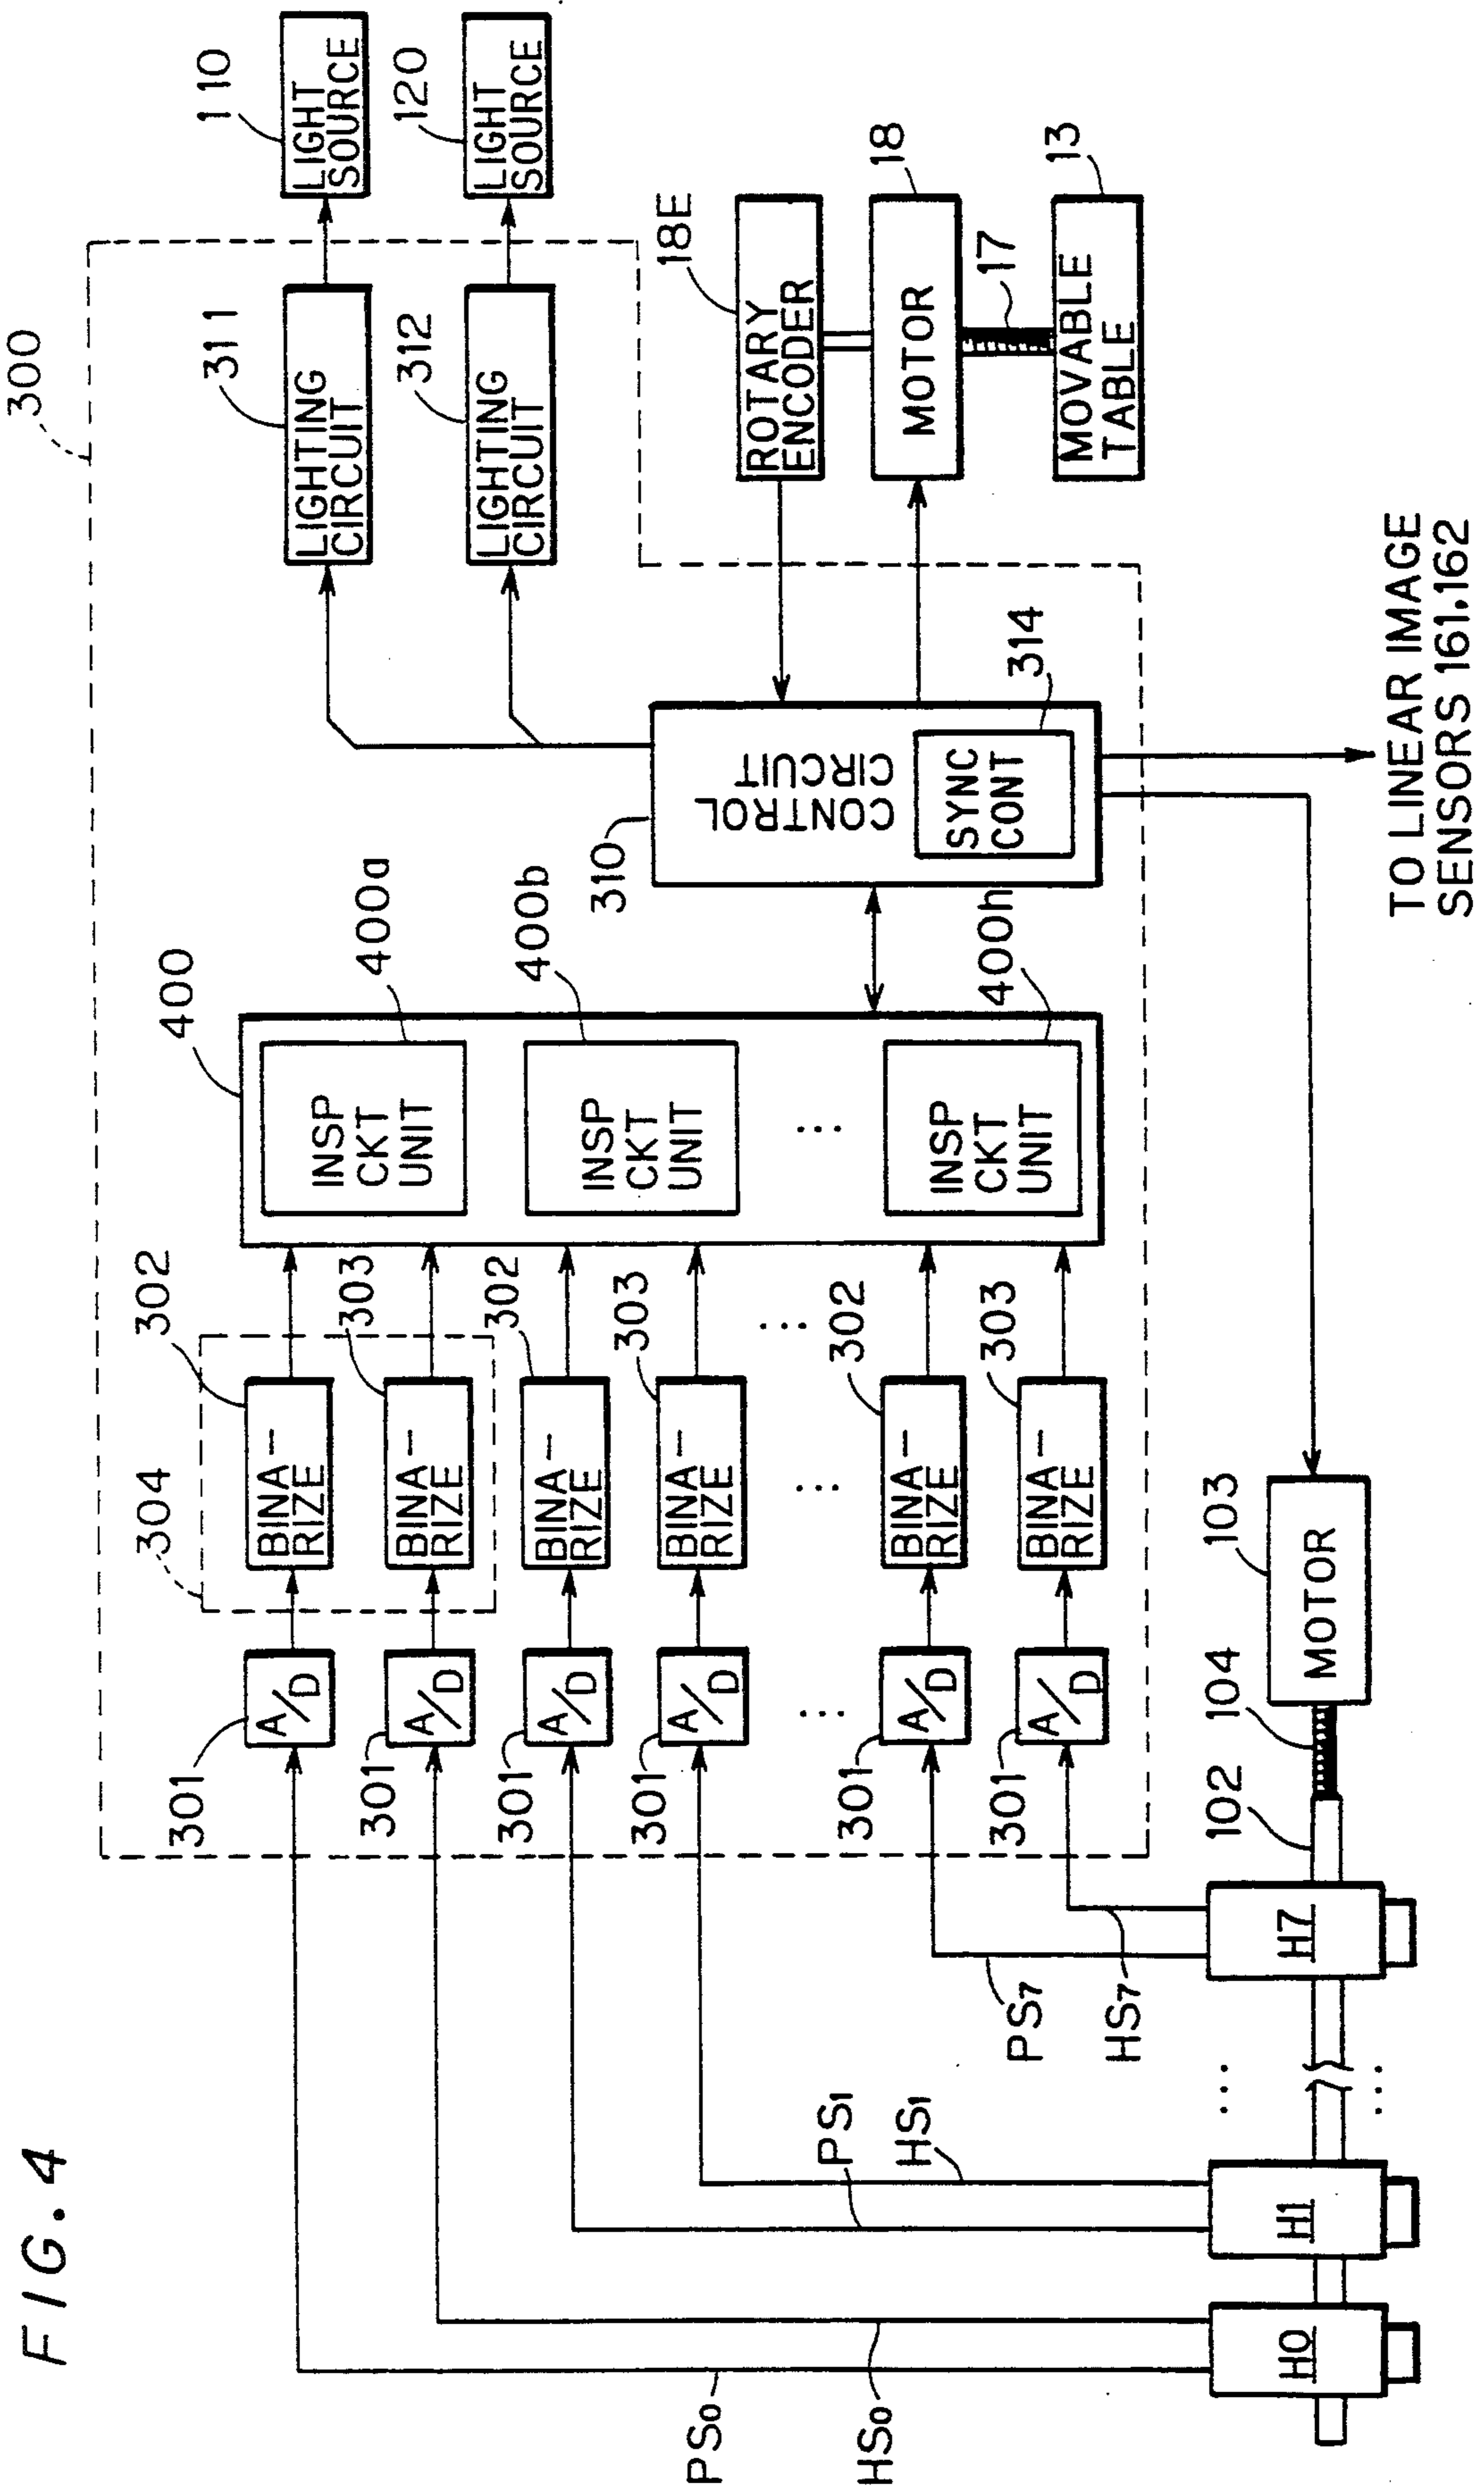 FIG. 4
300
110
LIGHT
SOURCE
120
LIGHT
SOURCE
311
LIGHTING
CIRCUIT
312
LIGHTING
CIRCUIT
18E
ROTARY
ENCODER
18
MOTOR
17
13
MOVABLE
TABLE
310
CONTROL
CIRCUIT
314
SYNC
CONT
TO LINEAR IMAGE
SENSORS 161.162
400
400a
INSP
CKT
UNIT
400b
INSP
CKT
UNIT
...
400h
INSP
CKT
UNIT
304
302
BINA-
RIZE
303
BINA-
RIZE
302
BINA-
RIZE
303
BINA-
RIZE
...
...
302
BINA-
RIZE
303
BINA-
RIZE
301
A/D
301
A/D
301
A/D
301
A/D
...
301
A/D
301
A/D
PS0
HS0
PS1
HS1
PS7
HS7
H0
H1
...
...
H7
102
104
103
MOTOR